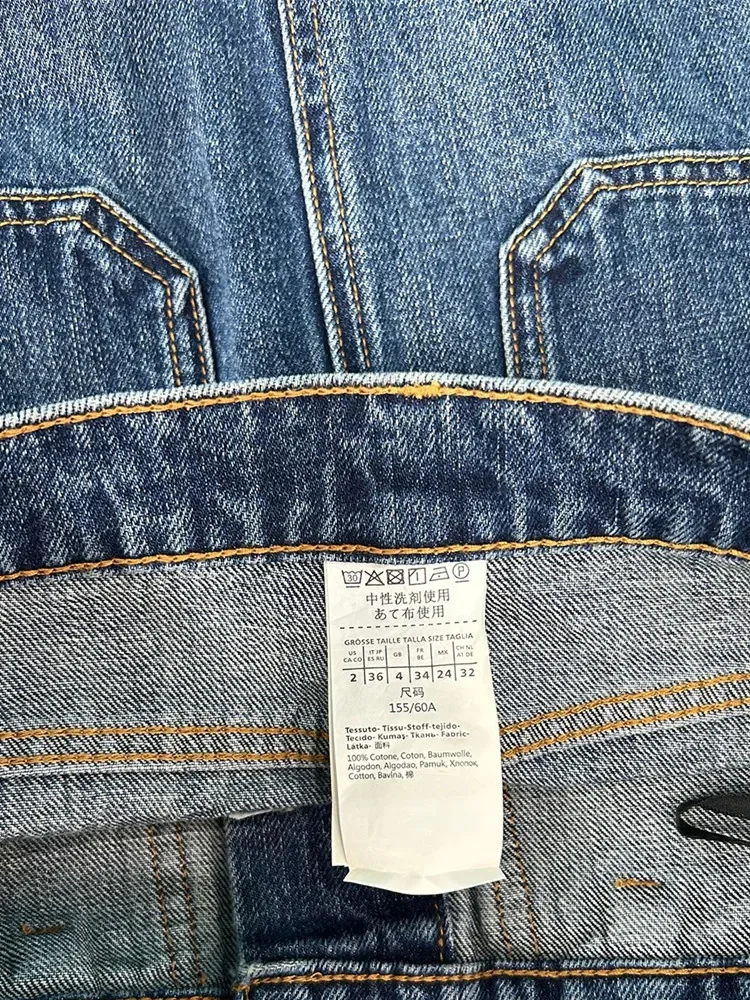 30 P
中性洗剤使用
あて布使用
GRÖSSE TAILLE TALLA SIZE TAGLIA
US CA CO IT JP ES RU GB FR BE MX CH NL AT DE
2 36 4 34 24 32
尺码
155/60A
Tessuto- Tissu-Stoff-tejido-
Tecido- Kumaş- Ткань- Fabric-
Látka- 面料
100% Cotone, Coton, Baumwolle,
Algodon, Algodao, Pamuk, Хлопок,
Cotton, Bavlna, 棉